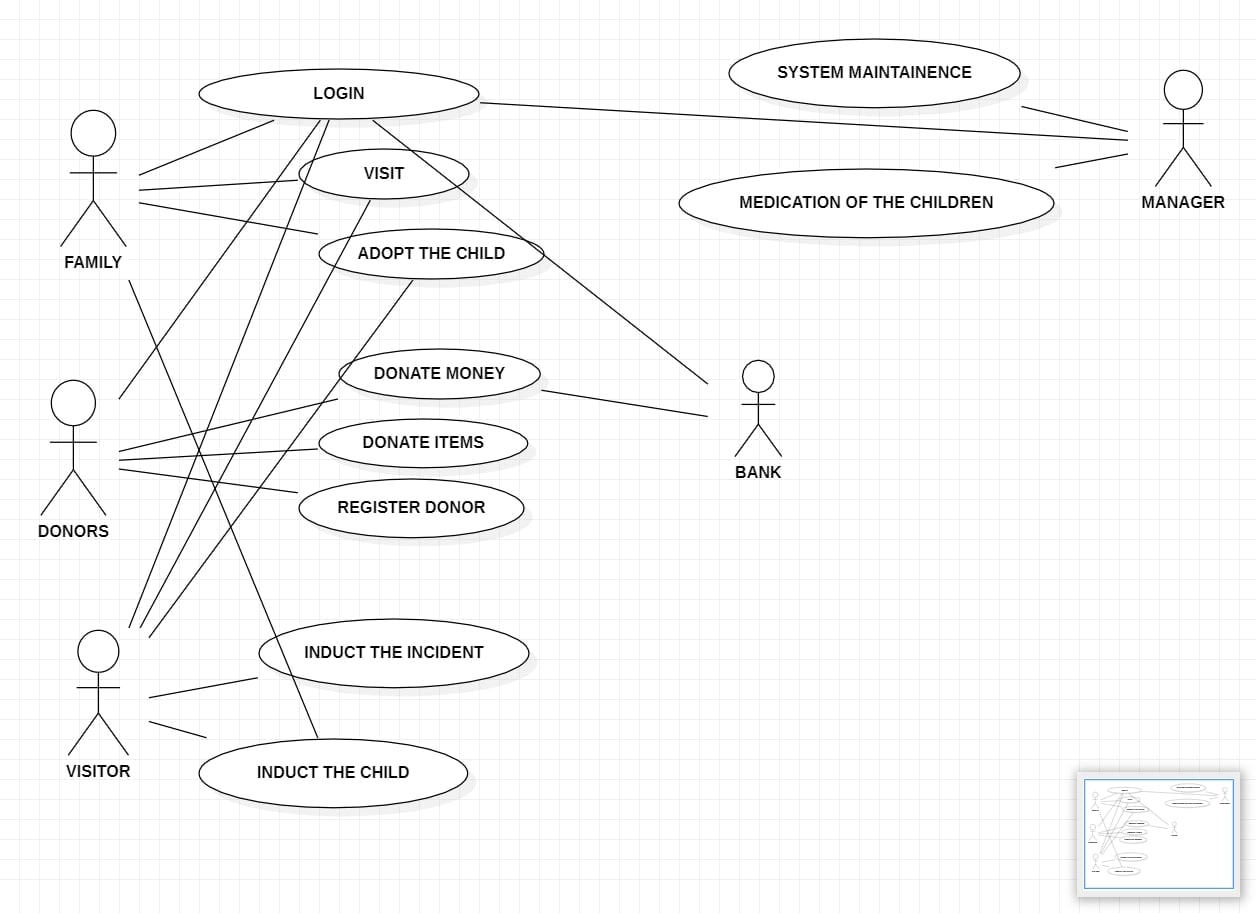 SYSTEM MAINTAINENCE
LOGIN
VISIT
MEDICATION OF THE CHILDREN
MANAGER
ADOPT THE CHILD
FAMILY
DONATE MONEY
DONATE ITEMS
BANK
REGISTER DONOR
DONORS
INDUCT THE INCIDENT
VISITOR
INDUCT THE CHILD